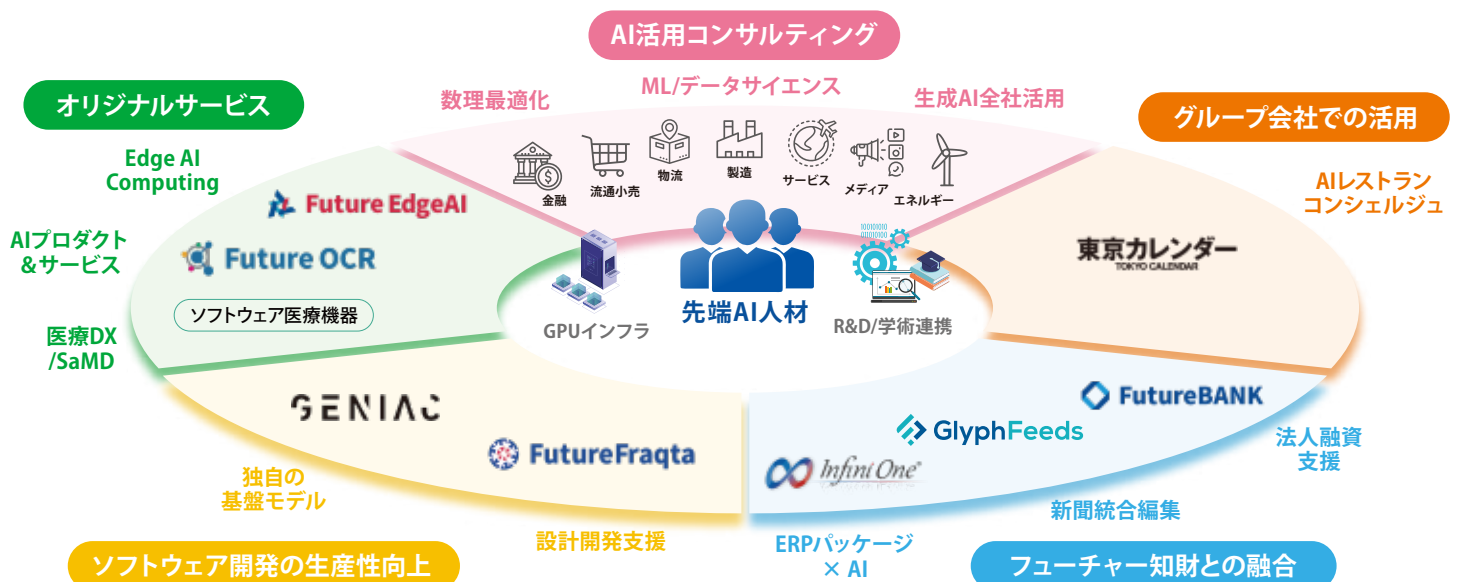 AI活用コンサルティング
数理最適化
ML/データサイエンス
生成AI全社活用
金融
流通小売
物流
製造
サービス
メディア
エネルギー
オリジナルサービス
Edge AI
Computing
Future EdgeAI
AIプロダクト
&サービス
Future OCR
医療DX
/SaMD
ソフトウェア医療機器
グループ会社での活用
AIレストラン
コンシェルジュ
東京カレンダー
TOKYO CALENDAR
GPUインフラ
先端AI人材
101010101
011010100
R&D/学術連携
GENIAC
独自の
基盤モデル
FutureFraqta
設計開発支援
ソフトウェア開発の生産性向上
FutureBANK
法人融資
支援
GlyphFeeds
新聞統合編集
Infini One
ERPパッケージ
× AI
フューチャー知財との融合